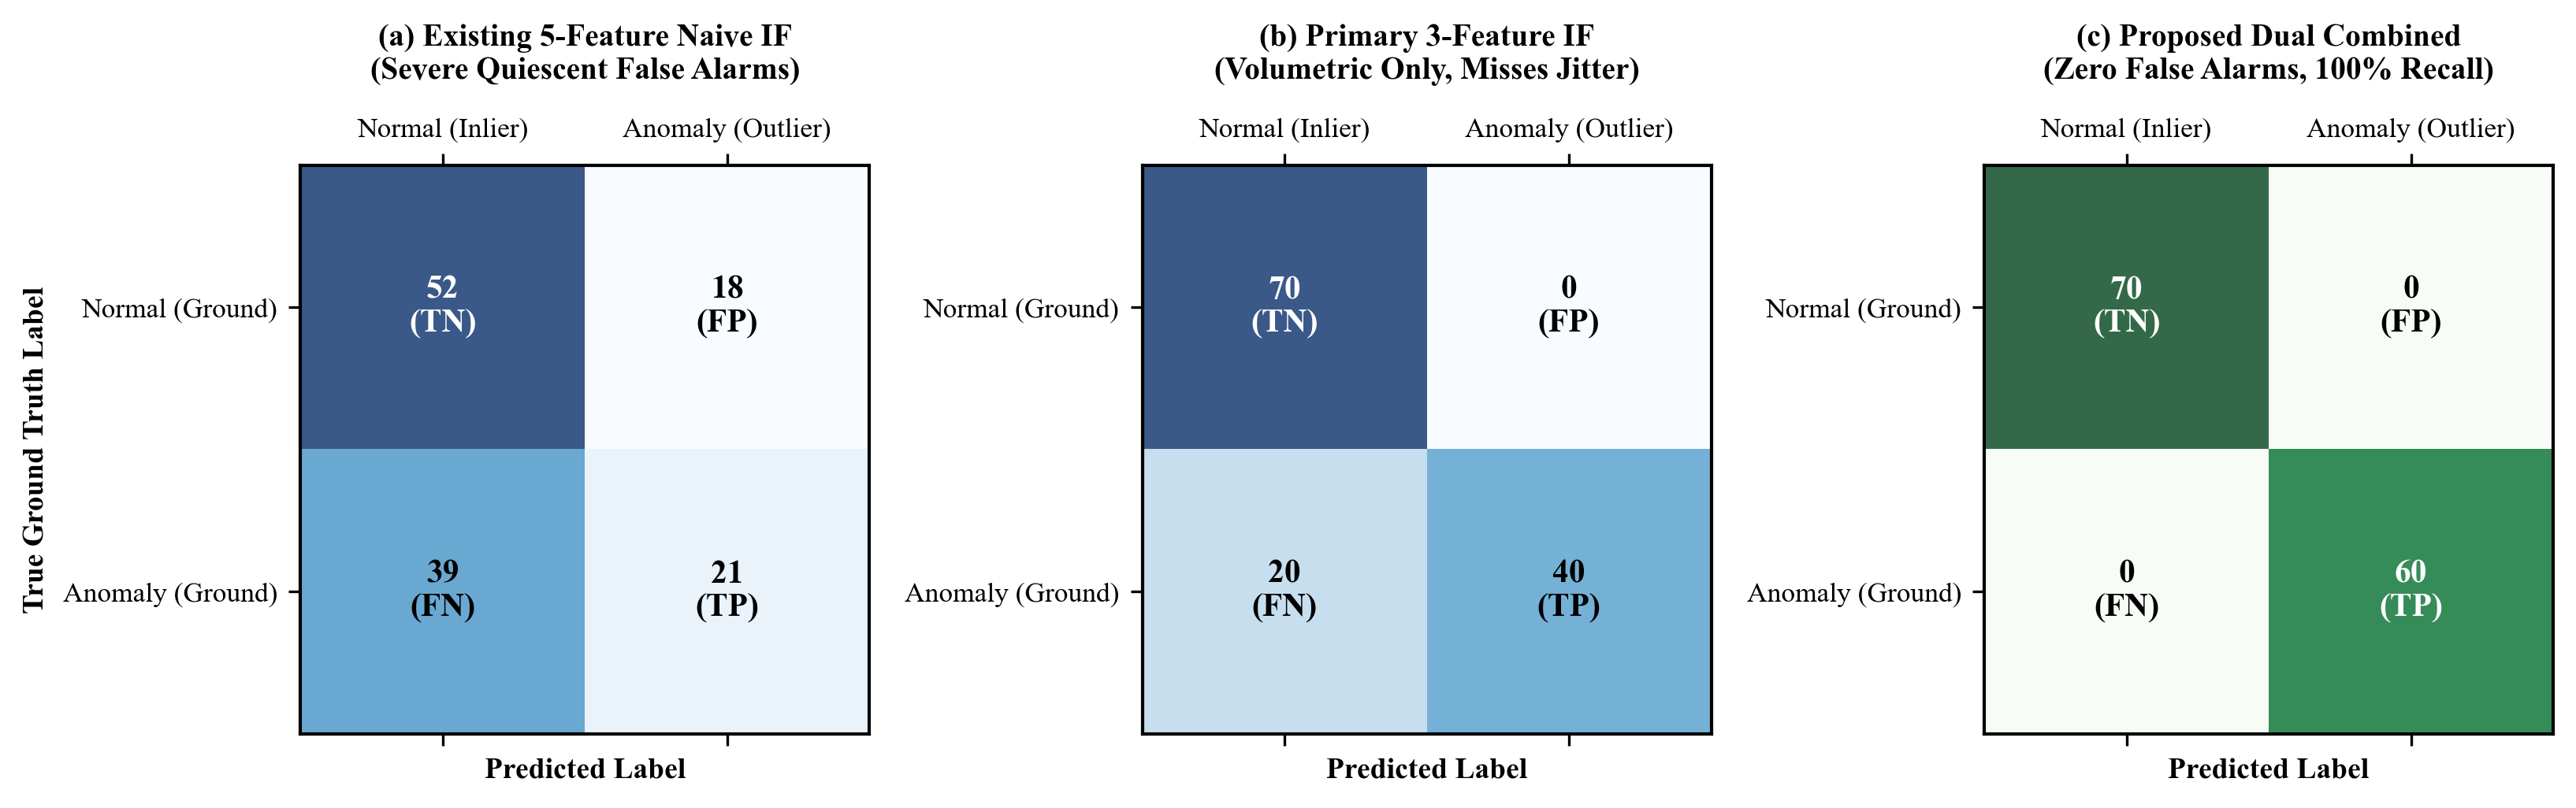 (a) Existing 5-Feature Naive IF
(Severe Quiescent False Alarms)
Normal (Inlier)
Anomaly (Outlier)
True Ground Truth Label
Normal (Ground)
52
(TN)
18
(FP)
Anomaly (Ground)
39
(FN)
21
(TP)
Predicted Label
(b) Primary 3-Feature IF
(Volumetric Only, Misses Jitter)
Normal (Inlier)
Anomaly (Outlier)
Normal (Ground)
70
(TN)
0
(FP)
Anomaly (Ground)
20
(FN)
40
(TP)
Predicted Label
(c) Proposed Dual Combined
(Zero False Alarms, 100% Recall)
Normal (Inlier)
Anomaly (Outlier)
Normal (Ground)
70
(TN)
0
(FP)
Anomaly (Ground)
0
(FN)
60
(TP)
Predicted Label